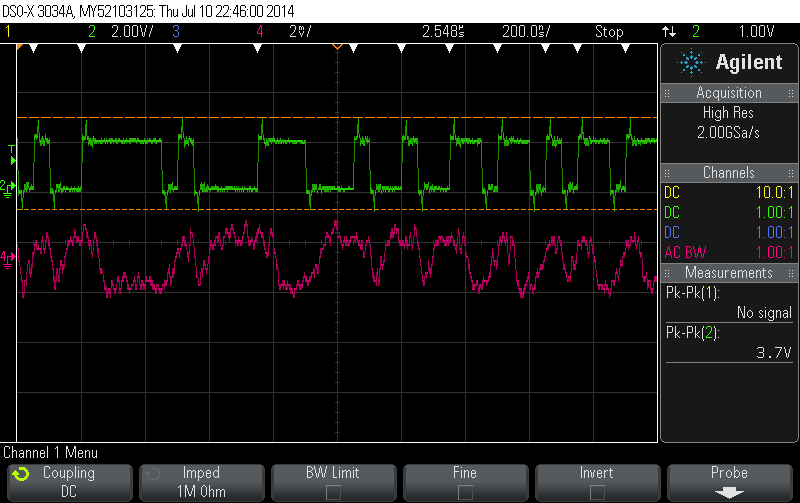 DSO-X 3034A, MY52103125: Thu Jul 10 22:46:00 2014
1 2 2.00V/ 3 4 2V/ 2.548s 200.0s/ Stop 2 1.00V
Agilent
Acquisition
High Res
2.00GSa/s
Channels
DC 10.0:1
DC 1.00:1
DC 1.00:1
AC BW 1.00:1
Measurements
Pk-Pk(1):
No signal
Pk-Pk(2):
3.7V
T
2
4
Channel 1 Menu
Coupling
DC
Imped
1M Ohm
BW Limit
Fine
Invert
Probe